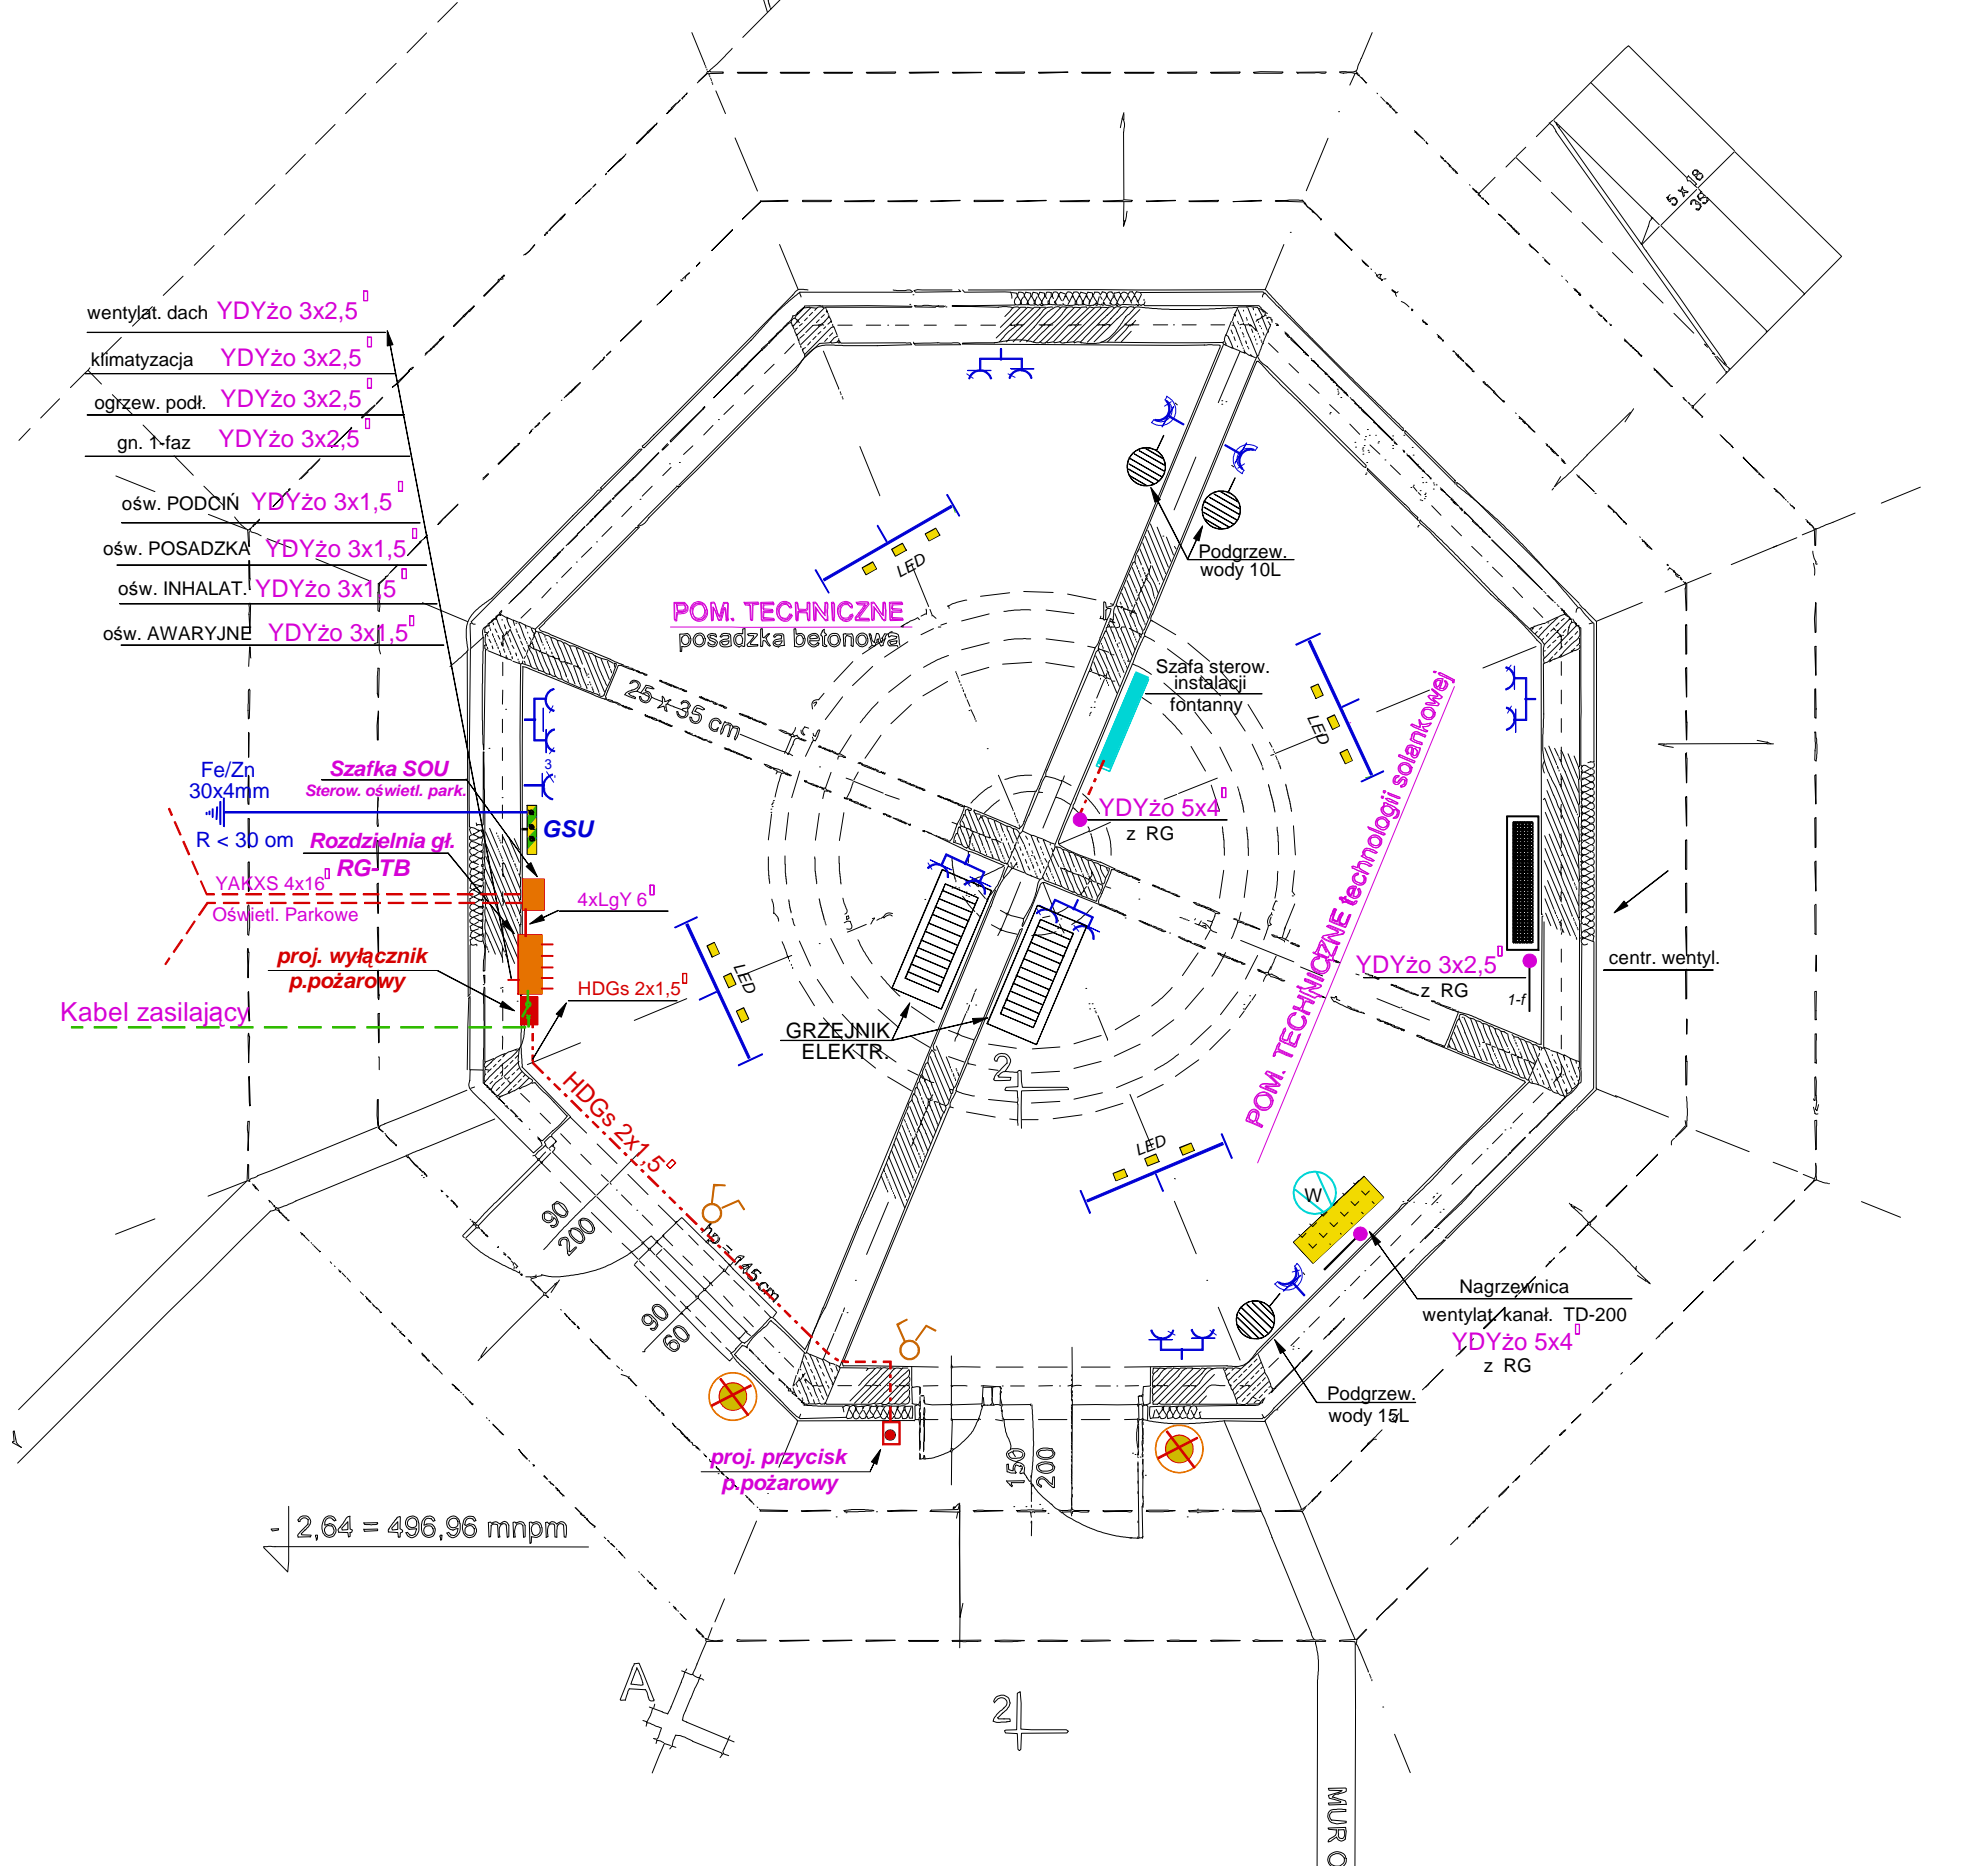 wentylat. dach YDYżo 3x2,5
klimatyzacja YDYżo 3x2,5
ogrzew. podł. YDYżo 3x2,5
gn. 1-faz YDYżo 3x2,5
ośw. PODCIŃ YDYżo 3x1,5
ośw. POSADZKA YDYżo 3x1,5
ośw. INHALAT. YDYżo 3x1,5
ośw. AWARYJNE YDYżo 3x1,5
5 x 18
35
LED
Podgrzew.
wody 10L
POM. TECHNICZNE
posadzka betonowa
25 x 35 cm
Szafa sterow.
instalacji
fontanny
LED
POM. TECHNICZNE technologii solankowej
3
Fe/Zn
30x4mm
R < 30 om
Szafka SOU
Sterow. oświetl. park.
GSU
Rozdzielnia gł.
RG-TB
YDYżo 5x4
z RG
YAKXS 4x16
Oświetl. Parkowe
4xLgY 6
proj. wyłącznik
p.pożarowy
HDGs 2x1,5
Kabel zasilający
LED
GRZEJNIK
ELEKTR.
YDYżo 3x2,5
z RG
1-f
centr. wentyl.
2
HDGs 2x1,5
LED
90
200
hp = 145 cm
90
60
W
Nagrzewnica
wentylat. kanał. TD-200
YDYżo 5x4
z RG
Podgrzew.
wody 15L
proj. przycisk
p.pożarowy
150
200
- 2,64 = 496,96 mnpm
A
2
MUR O